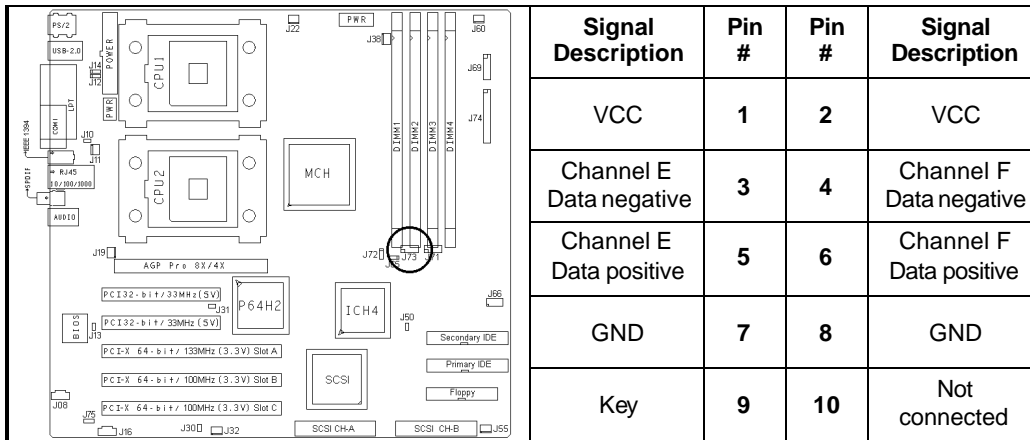 PS/2
USB-2.0
POWER
J14
J12
PWR
LPT
COM1
J10
J11
IEEE-1394
RJ45
10/100/1000
SPDIF
AUDIO
J19
CPU1
CPU2
J22
PWR
J38
J60
J69
J74
DIMM1
DIMM2
DIMM3
DIMM4
MCH
J72
J73
J71
AGP Pro 8X/4X
PCI32-bit/33MHz(5V)
J31
PCI32-bit/33MHz(5V)
BIOS
J13
PCI-X 64-bit/ 133MHz (3.3V) Slot A
PCI-X 64-bit/ 100MHz (3.3V) Slot B
PCI-X 64-bit/ 100MHz (3.3V) Slot C
J08
J75
J16
J30
J32
P64H2
ICH4
J50
J66
SCSI
Secondary IDE
Primary IDE
Floppy
SCSI CH-A
SCSI CH-B
J55
Signal Description Pin # Pin # Signal Description
VCC 1 2 VCC
Channel E Data negative 3 4 Channel F Data negative
Channel E Data positive 5 6 Channel F Data positive
GND 7 8 GND
Key 9 10 Not connected